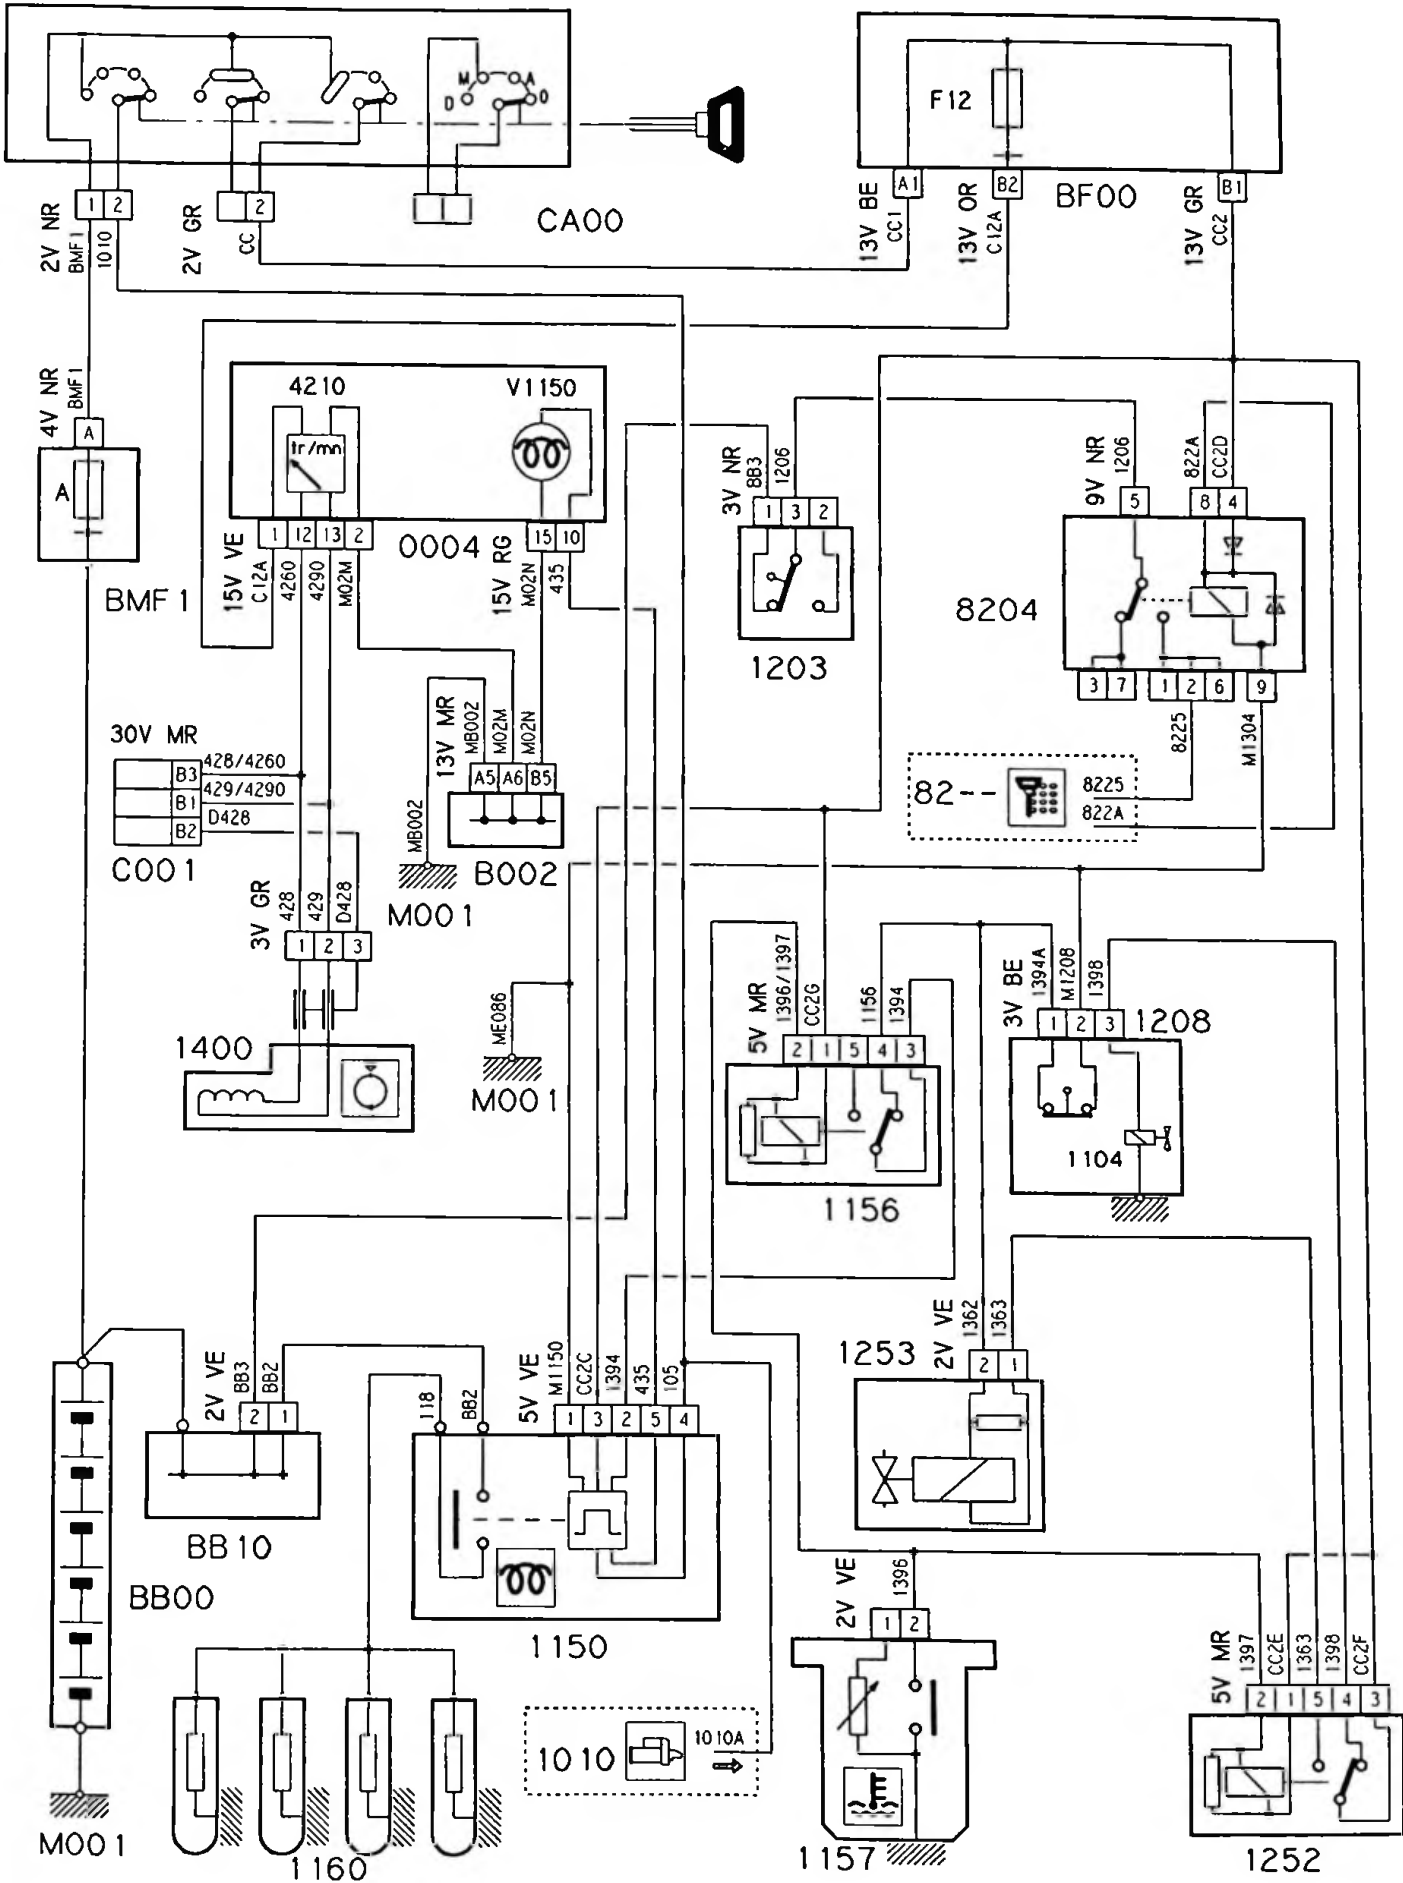 M A
D D
1 2
2
CA00
2V NR
BMF1
1010
2V GR
CC
F12
A1
B2
B1
BF00
13V BE
CC1
13V OR
C12A
13V GR
CC2
4V NR
BMF1
A
A
BMF1
4210
V1150
tr/mn
1 12 13 2
0004
15 10
15V VE
C12A
4260
4290
M02M
15V RG
M02N
435
3V NR
BB3
1206
1 3 2
1203
9V NR
1206
822A
CC2D
5
8 4
8204
3 7
1 2 6
9
8225
M1304
82--
8225
822A
30V MR
B3
428/4260
B1
429/4290
B2
D428
C001
MB002
13V MR
MB002
M02M
M02N
A5 A6 B5
B002
M001
3V GR
428
429
D428
1 2 3
1400
ME086
M001
5V MR
1396/1397
CC2G
1156
1394
2 1 5 4 3
1156
3V BE
1394A
M1208
1398
1 2 3
1208
1104
2V VE
1362
1363
2 1
1253
2V VE
BB3
BB2
2 1
BB10
BB00
118
BB2
5V VE
M1150
CC2C
1394
435
105
1 3 2 5 4
1150
2V VE
1396
1 2
1157
5V MR
1397
CC2E
1363
1398
CC2F
2 1 5 4 3
1252
1010
1010A
M001
1160